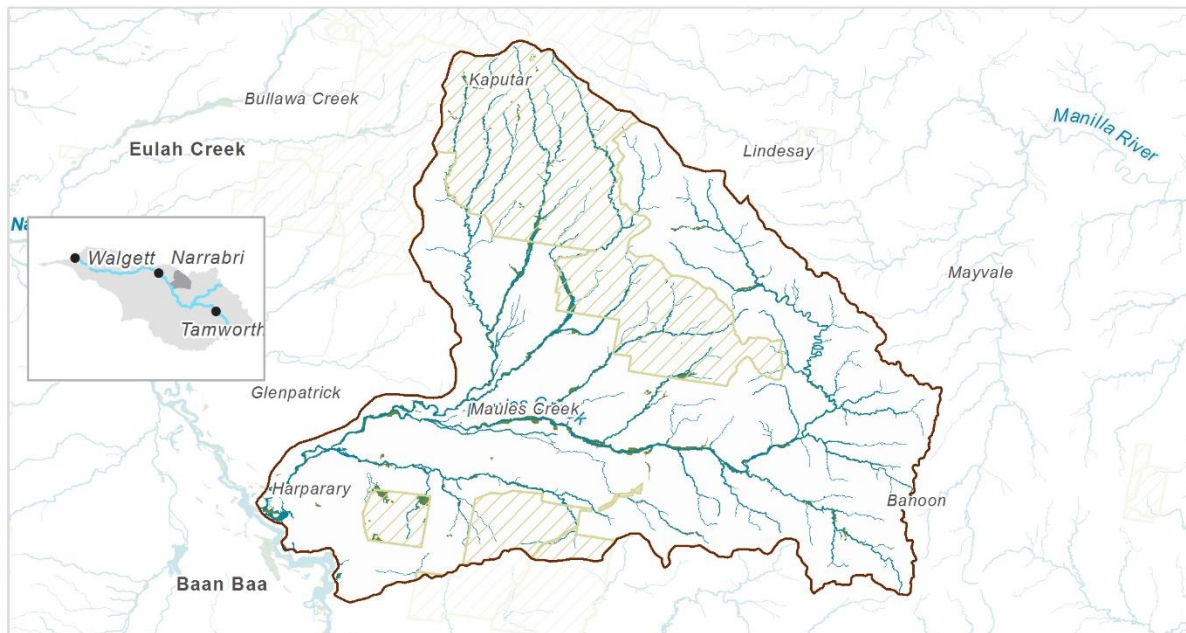 Kaputar
Bullawa Creek
Manilla River
Eulah Creek
Lindesay
Na
Walgett
Narrabri
Mayvale
Tamworth
Glenpatrick
Maules Creek
Harparary
Banoon
Baan Baa